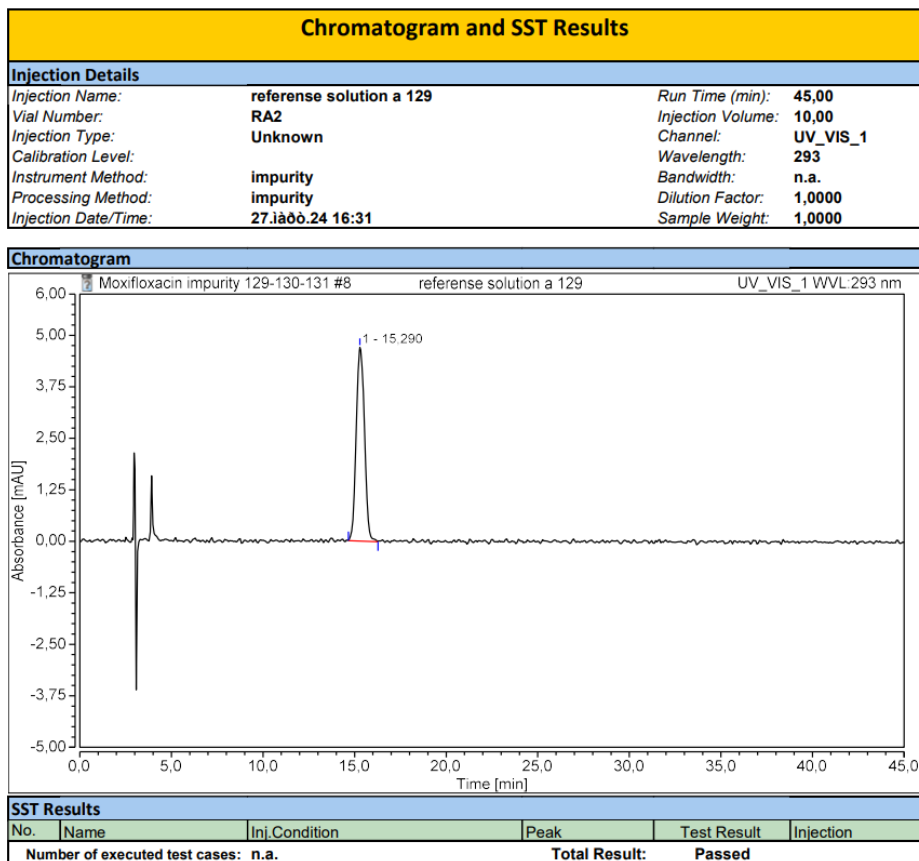 Chromatogram and SST Results
Injection Details
Injection Name: referense solution a 129 Run Time (min): 45,00
Vial Number: RA2 Injection Volume: 10,00
Injection Type: Unknown Channel: UV_VIS_1
Calibration Level: Wavelength: 293
Instrument Method: impurity Bandwidth: n.a.
Processing Method: impurity Dilution Factor: 1,0000
Injection Date/Time: 27.ìàðò.24 16:31 Sample Weight: 1,0000
Chromatogram
Moxifloxacin impurity 129-130-131 #8 referense solution a 129 UV_VIS_1 WVL:293 nm
6,00
5,00
1 - 15,290
3,75
2,50
1,25
0,00
-1,25
-2,50
-3,75
-5,00
Absorbance [mAU]
0,0 5,0 10,0 15,0 20,0 25,0 30,0 35,0 40,0 45,0
Time [min]
SST Results
No. Name Inj.Condition Peak Test Result Injection
Number of executed test cases: n.a. Total Result: Passed